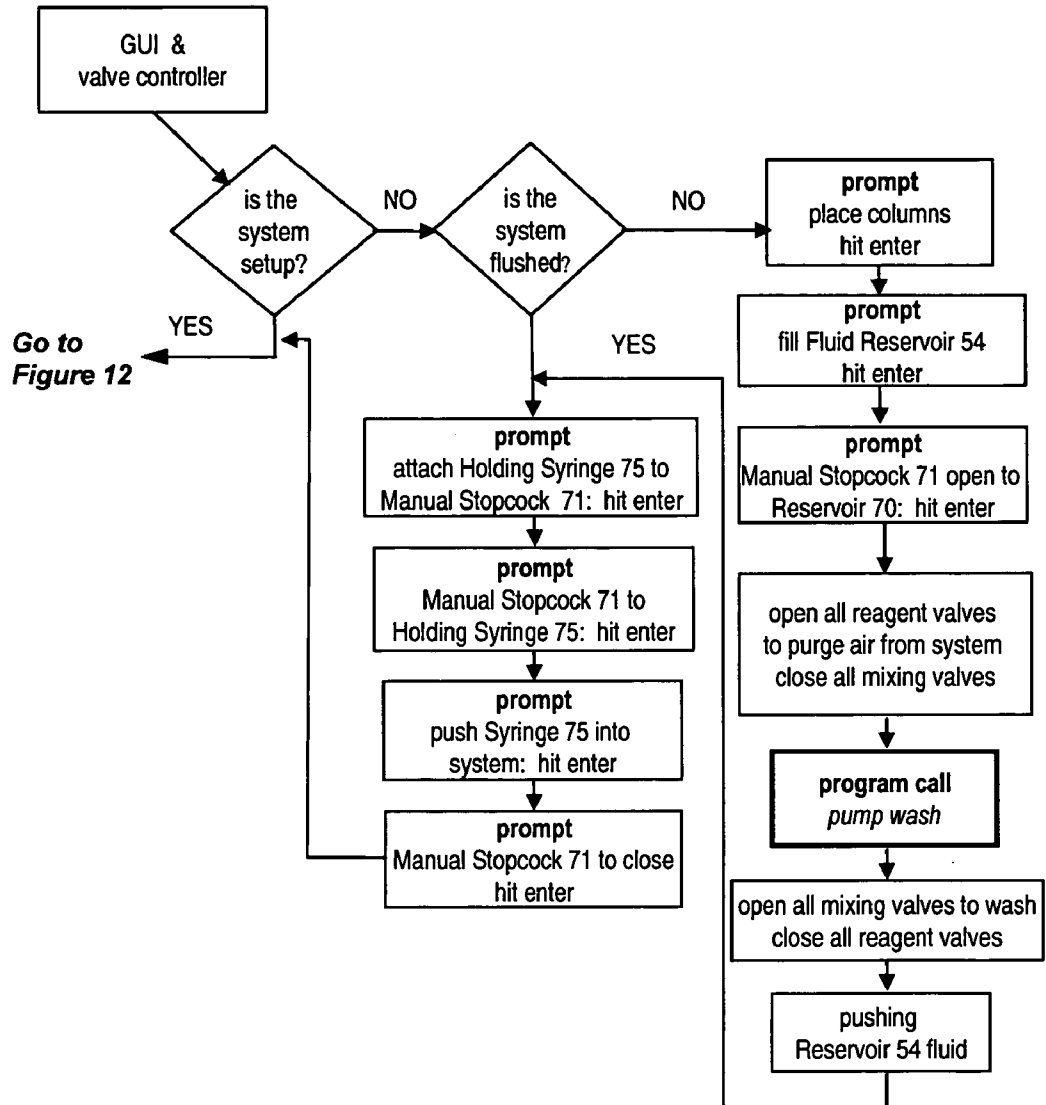 GUI &
valve controller
is the
system
setup?
NO
is the
system
flushed?
NO
prompt
place columns
hit enter
YES
Go to
Figure 12
YES
prompt
fill Fluid Reservoir 54
hit enter
prompt
attach Holding Syringe 75 to
Manual Stopcock 71: hit enter
prompt
Manual Stopcock 71 to
Holding Syringe 75: hit enter
prompt
push Syringe 75 into
system: hit enter
prompt
Manual Stopcock 71 to close
hit enter
prompt
Manual Stopcock 71 open to
Reservoir 70: hit enter
open all reagent valves
to purge air from system
close all mixing valves
program call
pump wash
open all mixing valves to wash
close all reagent valves
pushing
Reservoir 54 fluid